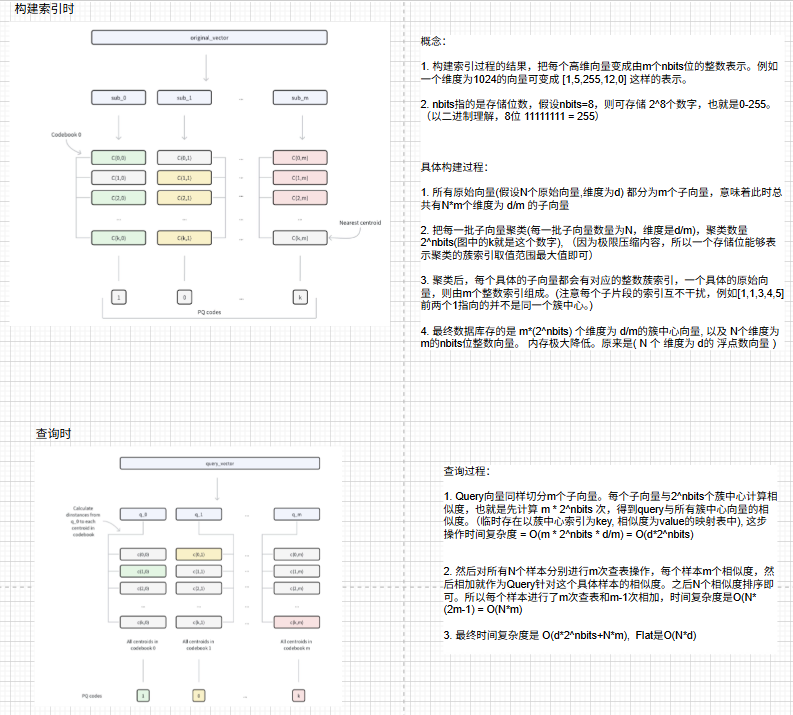 构建索引时
original_vector
sub_0
sub_1
...
sub_m
Codebook 0
C(0,0)
C(0,1)
...
C(0,m)
C(1,0)
C(1,1)
...
C(1,m)
C(2,0)
C(2,1)
...
C(2,m)
...
...
...
C(k,0)
C(k,1)
...
C(k,m)
Nearest centroid
1
0
...
k
PQ codes
概念：
1. 构建索引过程的结果，把每个高维向量变成由m个nbits位的整数表示。例如
一个维度为1024的向量可变成 [1,5,255,12,0] 这样的表示。
2. nbits指的是存储位数，假设nbits=8，则可存储 2^8个数字，也就是0-255。
（以二进制理解，8位 11111111 = 255）
具体构建过程：
1. 所有原始向量(假设N个原始向量,维度为d) 都分为m个子向量，意味着此时总
共有N*m个维度为 d/m 的子向量
2. 把每一批子向量聚类(每一批子向量数量为N，维度是d/m)，聚类数量
2^nbits(图中的k就是这个数字)，（因为极限压缩内容，所以一个存储位能够表
示聚类的蔟索引取值范围最大值即可）
3. 聚类后，每个具体的子向量都会有对应的整数蔟索引，一个具体的原始向
量，则由m个整数索引组成。(注意每个子片段的索引互不干扰，例如[1,1,3,4,5]
前两个1指向的并不是同一个簇中心。)
4. 最终数据库存的是 m*(2^nbits) 个维度为 d/m的簇中心向量, 以及 N个维度为
m的nbits位整数向量。 内存极大降低。原来是( N 个 维度为 d的 浮点数向量 )
查询时
query_vector
Calculate
distances from
q_0 to each
centroid in
codebook
q_0
q_1
...
q_m
c(0,0)
c(0,1)
...
c(0,m)
c(1,0)
c(1,1)
...
c(1,m)
...
...
...
...
c(k,0)
c(k,1)
...
c(k,m)
All centroids in
codebook 0
All centroids in
codebook 1
All centroids in
codebook m
PQ codes
1
0
...
k
查询过程：
1. Query向量同样切分m个子向量。每个子向量与2^nbits个簇中心计算相
似度，也就是先计算 m * 2^nbits 次，得到query与所有簇中心向量的相
似度。（临时存在以簇中心索引为key, 相似度为value的映射表中), 这步
操作时间复杂度 = O(m * 2^nbits * d/m) = O(d*2^nbits)
2. 然后对所有N个样本分别进行m次查表操作，每个样本m个相似度，然
后相加就作为Query针对这个具体样本的相似度。之后N个相似度排序即
可。所以每个样本进行了m次查表和m-1次相加，时间复杂度是O(N*
(2m-1) = O(N*m)
3. 最终时间复杂度是 O(d*2^nbits+N*m),  Flat是O(N*d)